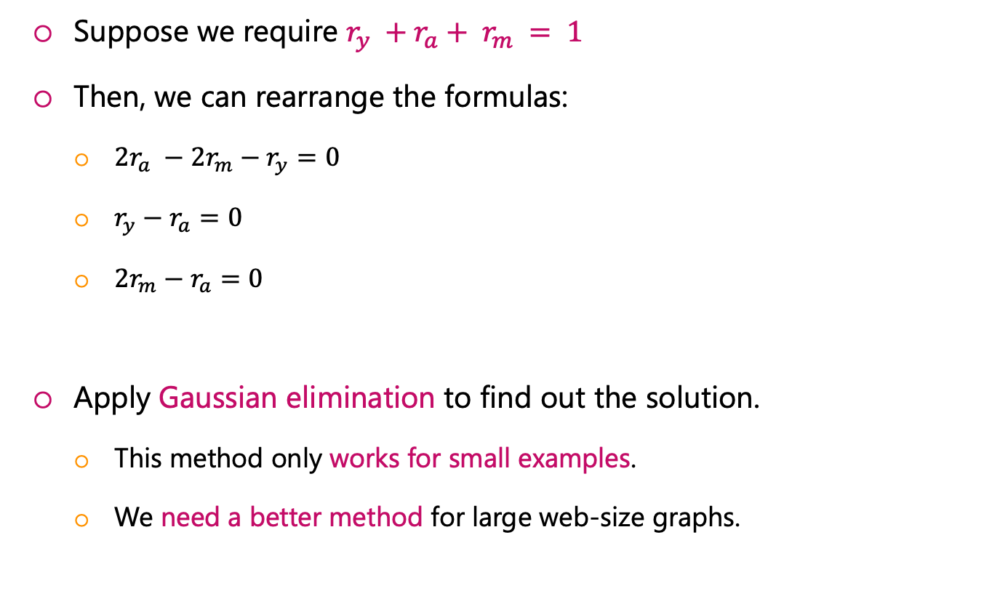 ○ Suppose we require r_y + r_a + r_m = 1
○ Then, we can rearrange the formulas:
○ 2r_a − 2r_m − r_y = 0
○ r_y − r_a = 0
○ 2r_m − r_a = 0
○ Apply Gaussian elimination to find out the solution.
○ This method only works for small examples.
○ We need a better method for large web-size graphs.